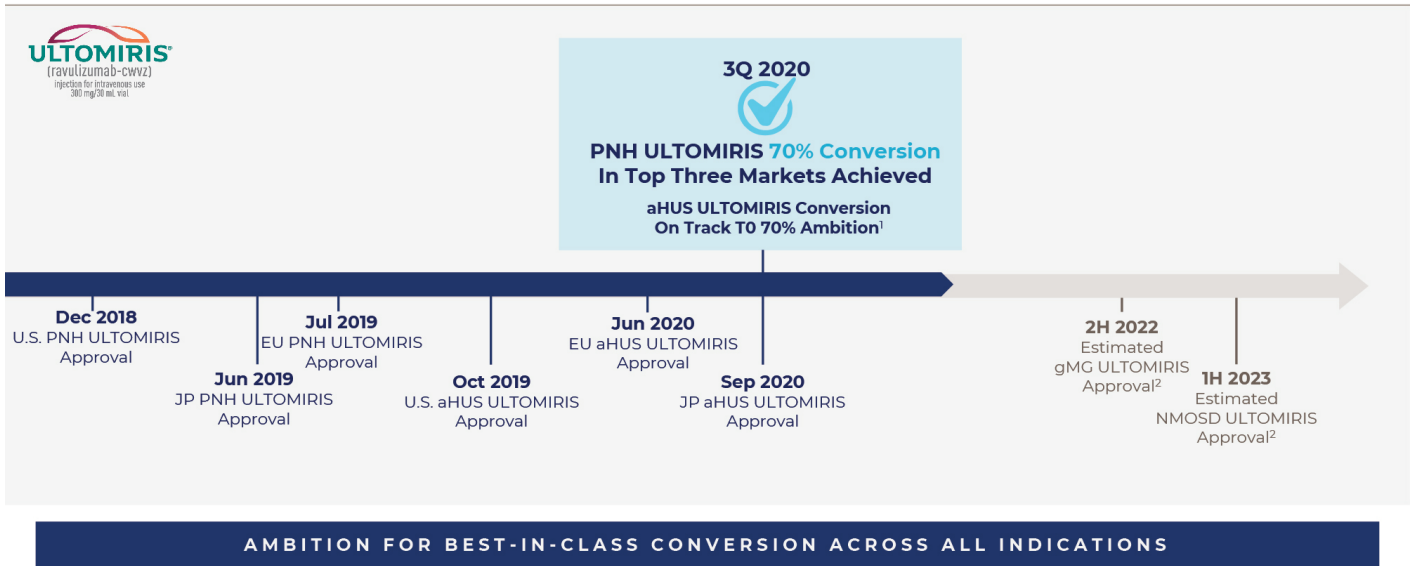 ULTOMIRIS®
(ravulizumab-cwvz)
injection for intravenous use
300 mg/30 mL vial
3Q 2020
PNH ULTOMIRIS 70% Conversion
In Top Three Markets Achieved
aHUS ULTOMIRIS Conversion
On Track T0 70% Ambition¹
Dec 2018
U.S. PNH ULTOMIRIS
Approval
Jun 2019
JP PNH ULTOMIRIS
Approval
Jul 2019
EU PNH ULTOMIRIS
Approval
Oct 2019
U.S. aHUS ULTOMIRIS
Approval
Jun 2020
EU aHUS ULTOMIRIS
Approval
Sep 2020
JP aHUS ULTOMIRIS
Approval
2H 2022
Estimated
gMG ULTOMIRIS
Approval²
1H 2023
Estimated
NMOSD ULTOMIRIS
Approval²
AMBITION FOR BEST-IN-CLASS CONVERSION ACROSS ALL INDICATIONS